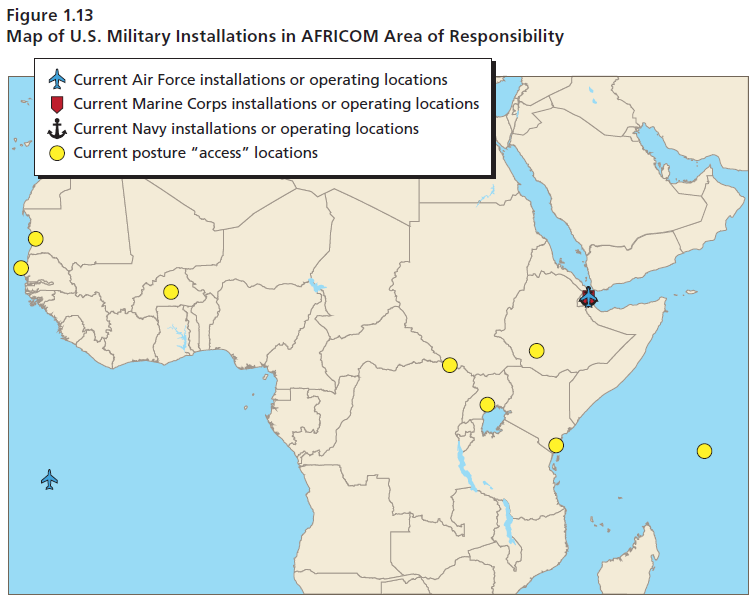 Figure 1.13
Map of U.S. Military Installations in AFRICOM Area of Responsibility
Current Air Force installations or operating locations
Current Marine Corps installations or operating locations
Current Navy installations or operating locations
Current posture “access” locations